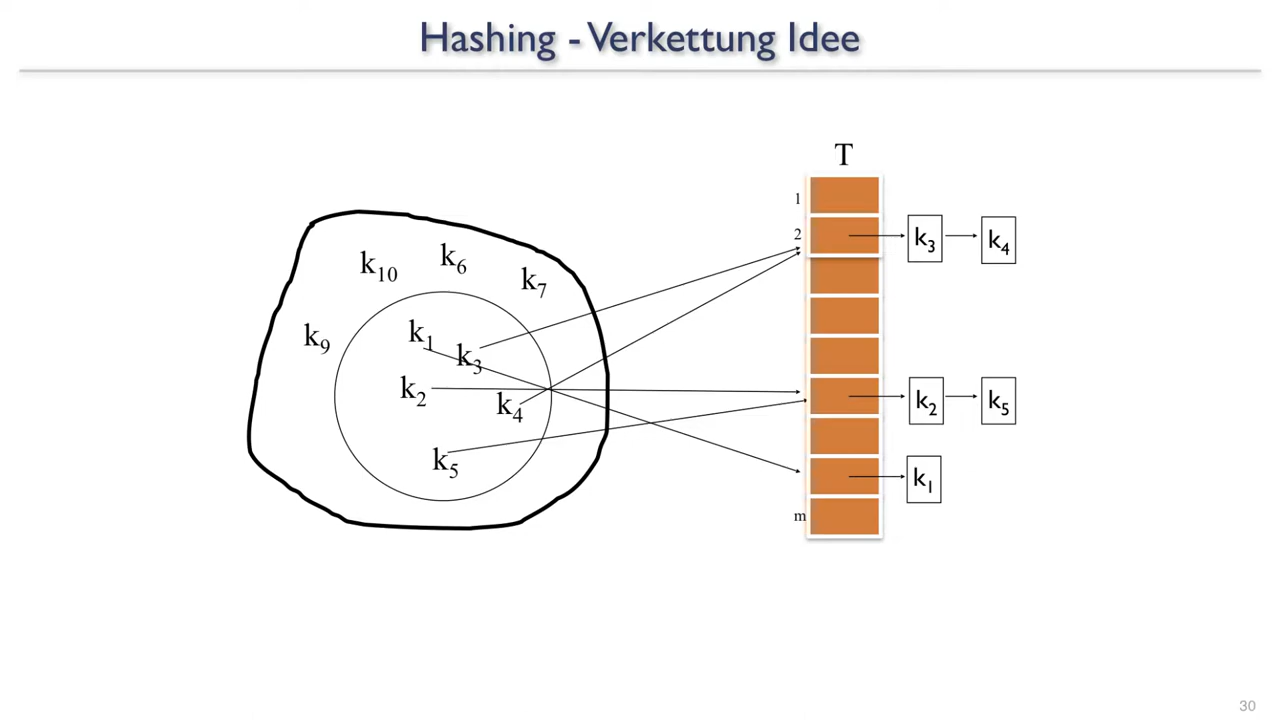 Hashing - Verkettung Idee
T
1
2
k₃
k₄
k₁₀
k₆
k₇
k₉
k₁
k₃
k₂
k₄
k₅
k₂
k₅
k₁
m
30